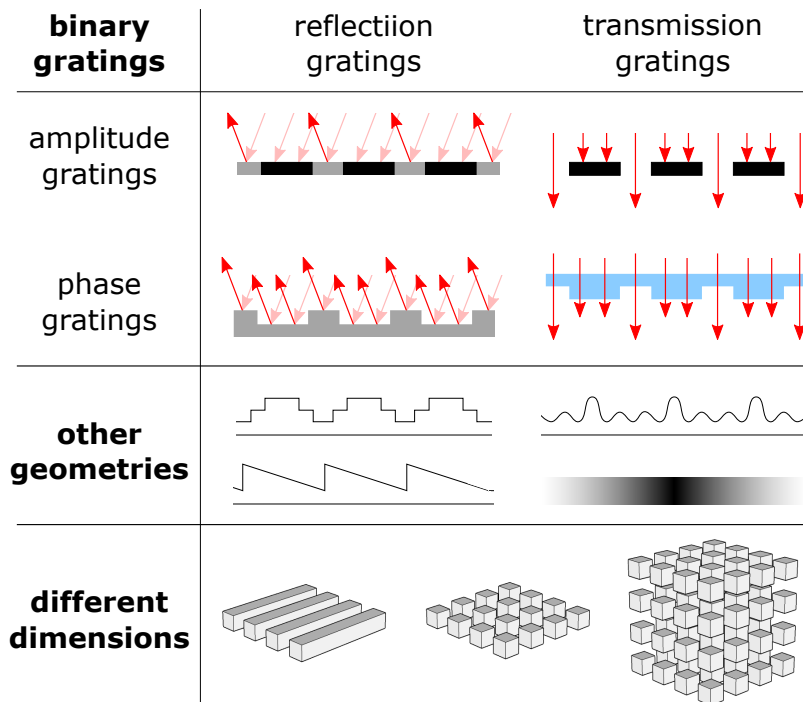 binary
gratings
reflectiion
gratings
transmission
gratings
amplitude
gratings
phase
gratings
other
geometries
different
dimensions